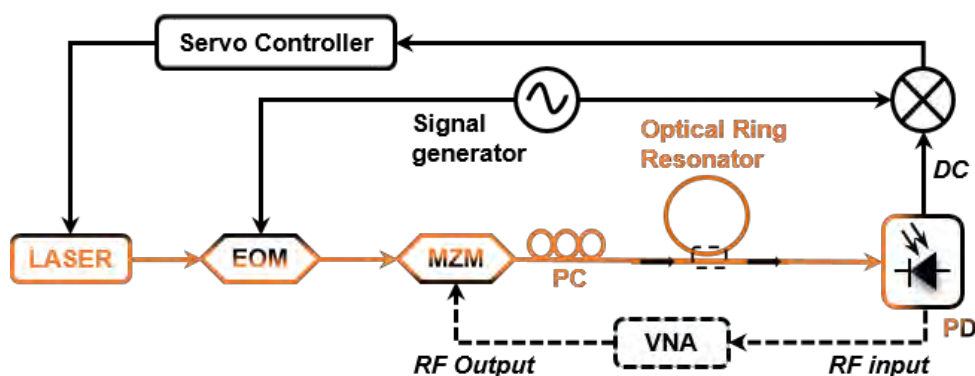 Servo Controller
Signal
generator
Optical Ring
Resonator
DC
LASER
EOM
MZM
PC
PD
VNA
RF Output
RF input